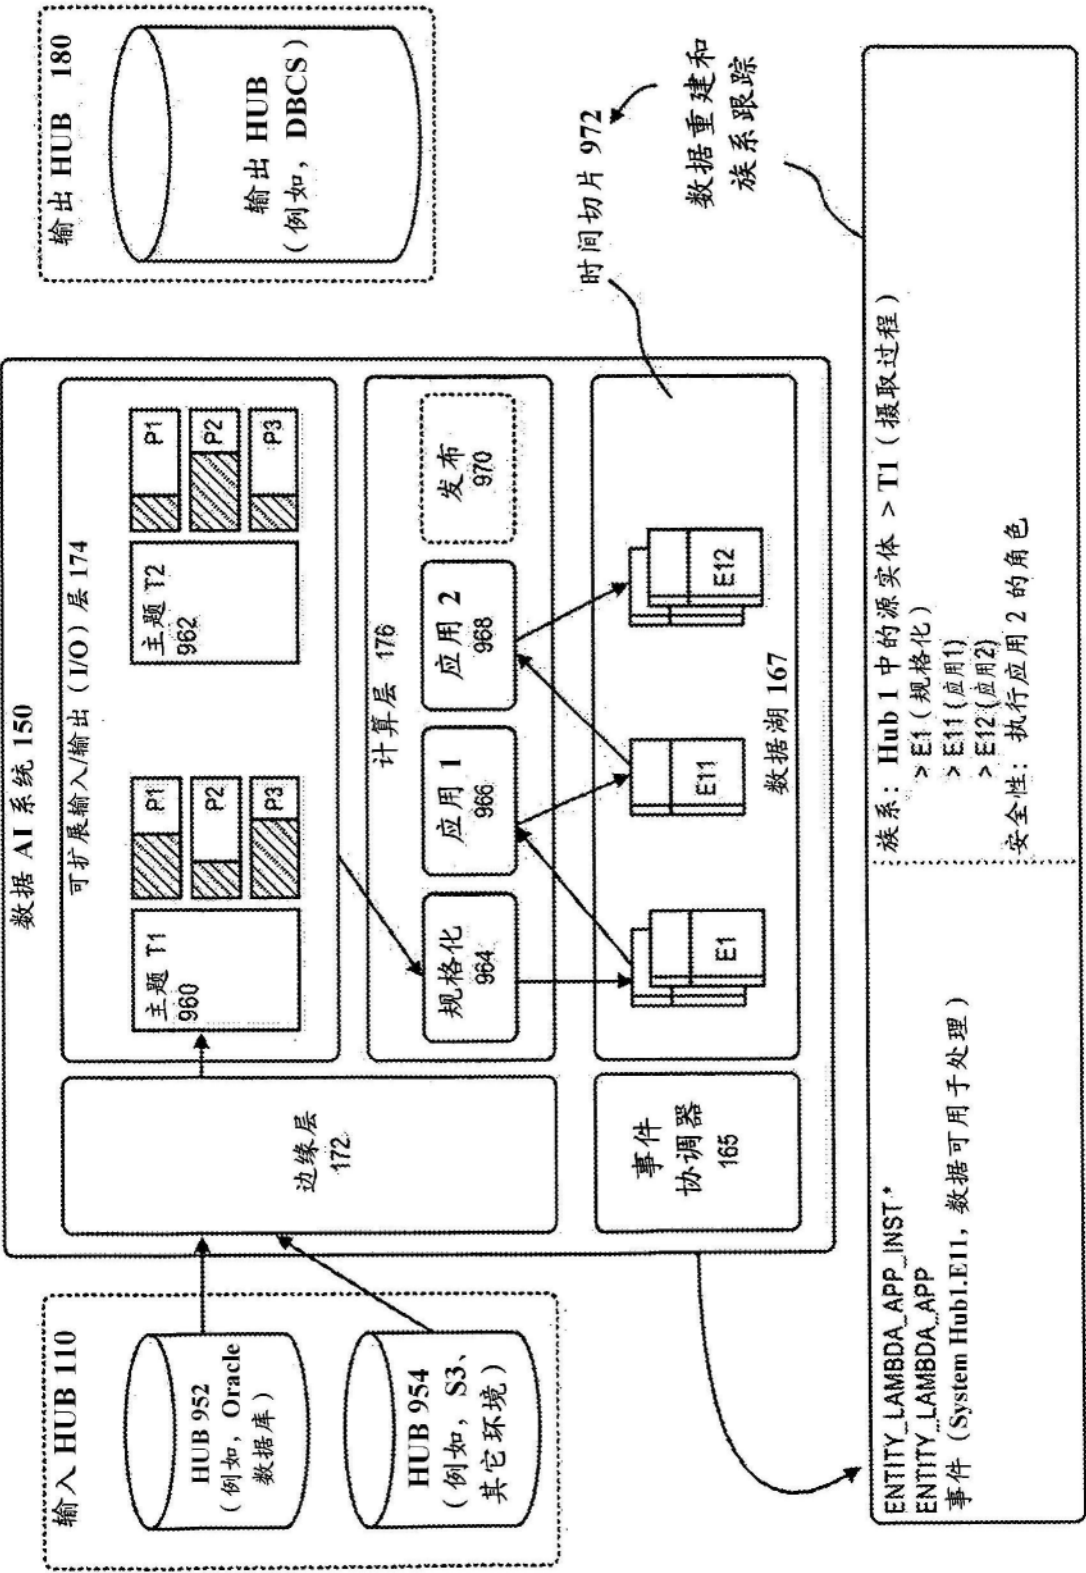 输入 HUB 110
HUB 952
(例如，Oracle
数据库)
HUB 954
(例如，S3、
其它环境)
数据 AI 系统 150
边缘层
172
可扩展输入/输出（I/O）层 174
主题 T1
960
P1
P2
P3
主题 T2
962
P1
P2
P3
计算层 176
规格化
964
应用 1
966
应用 2
968
发布
970
事件
协调器
165
E1
E11
E12
数据湖 167
输出 HUB 180
输出 HUB
(例如，DBCS)
时间切片 972
数据重建和
族系跟踪
ENTITY_LAMBDA_APP_INST *
ENTITY_LAMBDA_APP
事件（(System Hub1.E11，数据可用于处理）
族系：Hub 1 中的源实体 > T1（摄取过程）
> E1（规格化）
> E11（应用1）
> E12（应用2）
安全性：执行应用 2 的角色